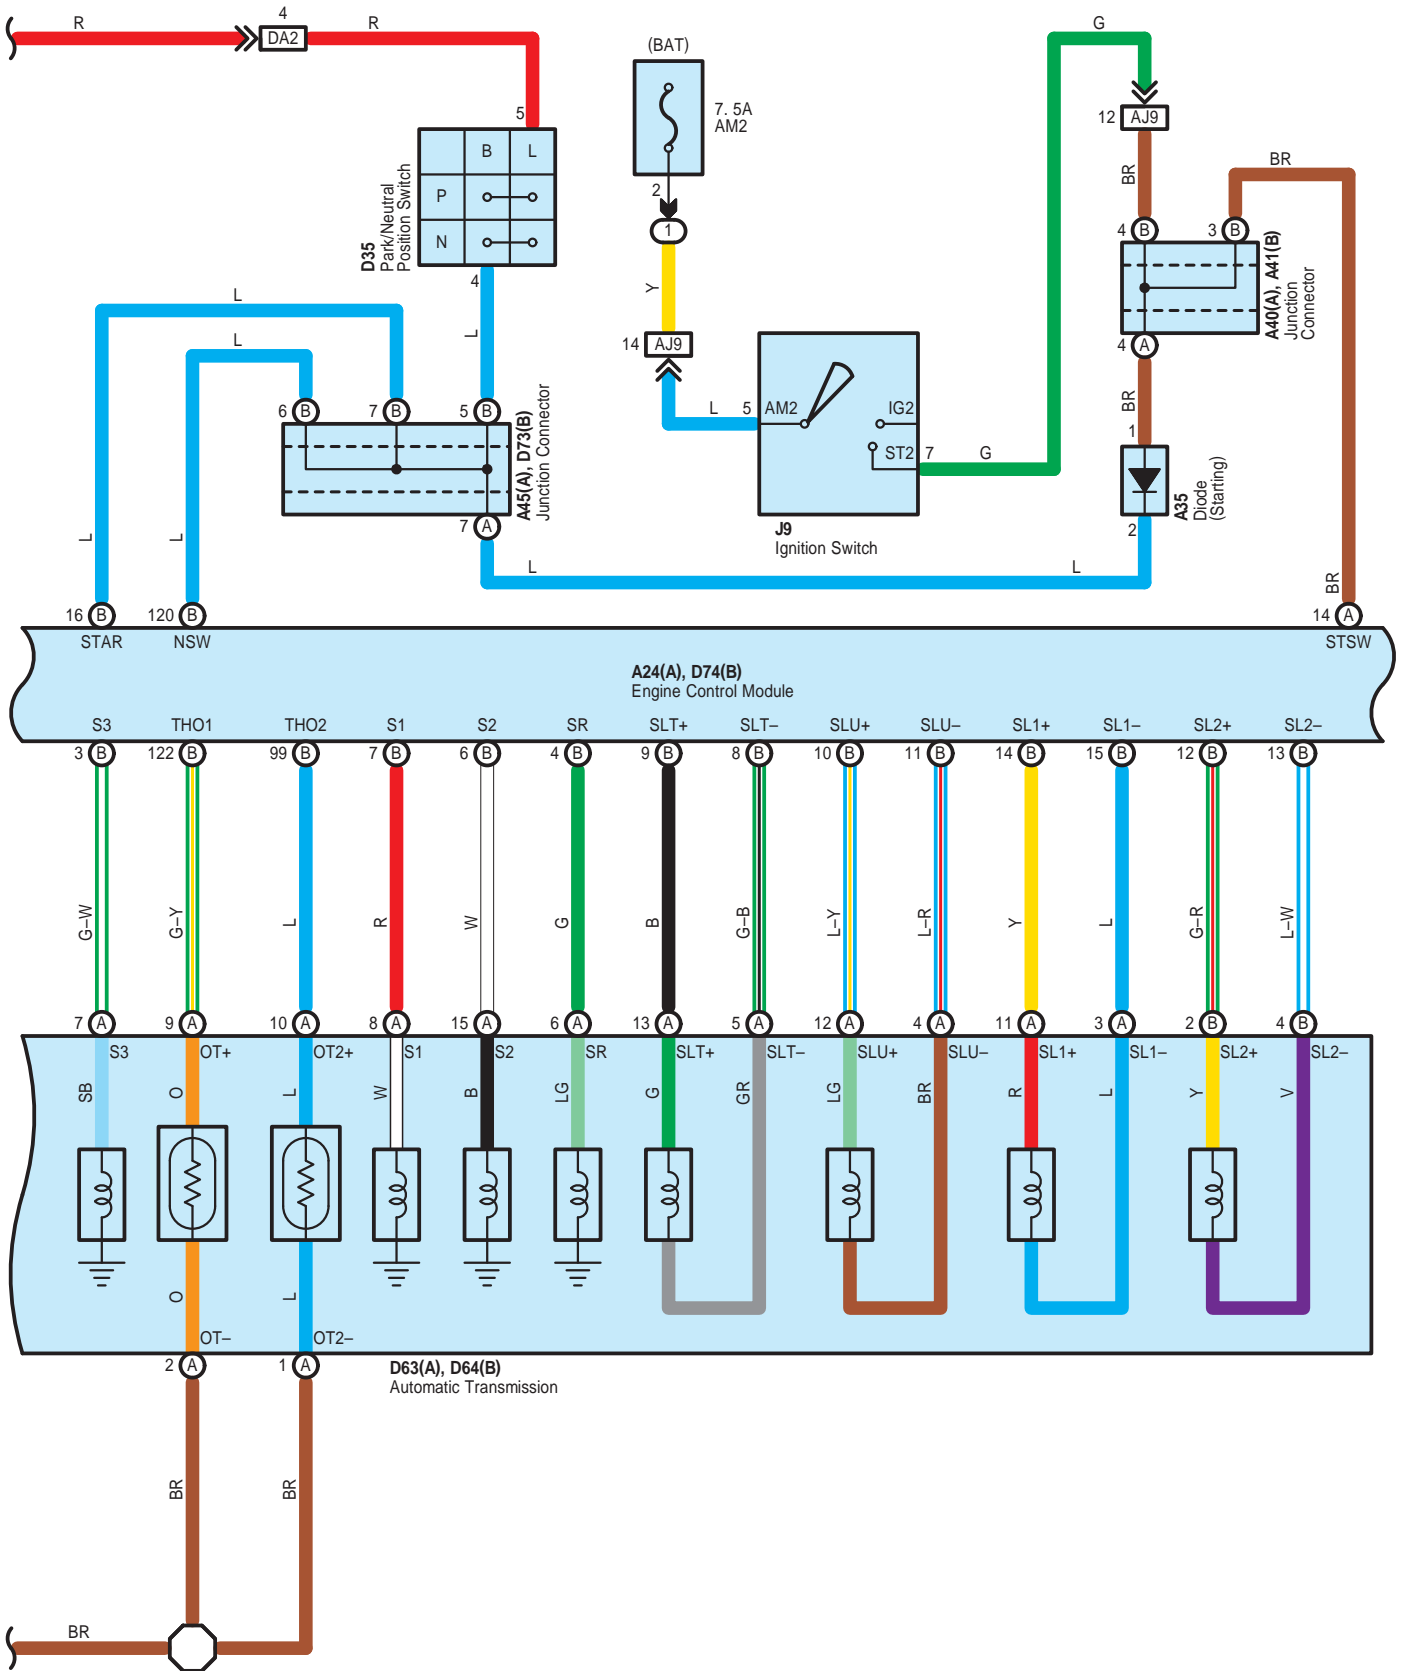 R
4
DA2
R
5
B L
P
N
D35
Park/Neutral
Position Switch
4
L
(BAT)
7. 5A
AM2
2
1
Y
14 AJ9
L 5 AM2
IG2
ST2 7 G
J9
Ignition Switch
G
12 AJ9
BR
BR
4 B 3 B
A40(A), A41(B)
Junction
Connector
4 A
BR
1
A35
Diode
(Starting)
2
L
L
6 B 7 B 5 B
A45(A), D73(B)
Junction Connector
7 A
L L
L L BR
16 B 120 B 14 A
STAR NSW STSW
A24(A), D74(B)
Engine Control Module
S3 THO1 THO2 S1 S2 SR SLT+ SLT– SLU+ SLU– SL1+ SL1– SL2+ SL2–
3 B 122 B 99 B 7 B 6 B 4 B 9 B 8 B 10 B 11 B 14 B 15 B 12 B 13 B
G–W G–Y L R W G B G–B L–Y L–R Y L G–R L–W
7 A 9 A 10 A 8 A 15 A 6 A 13 A 5 A 12 A 4 A 11 A 3 A 2 B 4 B
S3 OT+ OT2+ S1 S2 SR SLT+ SLT– SLU+ SLU– SL1+ SL1– SL2+ SL2–
SB O L W B LG G GR LG BR R L Y V
O L
OT– OT2–
2 A 1 A
D63(A), D64(B)
Automatic Transmission
BR BR
BR